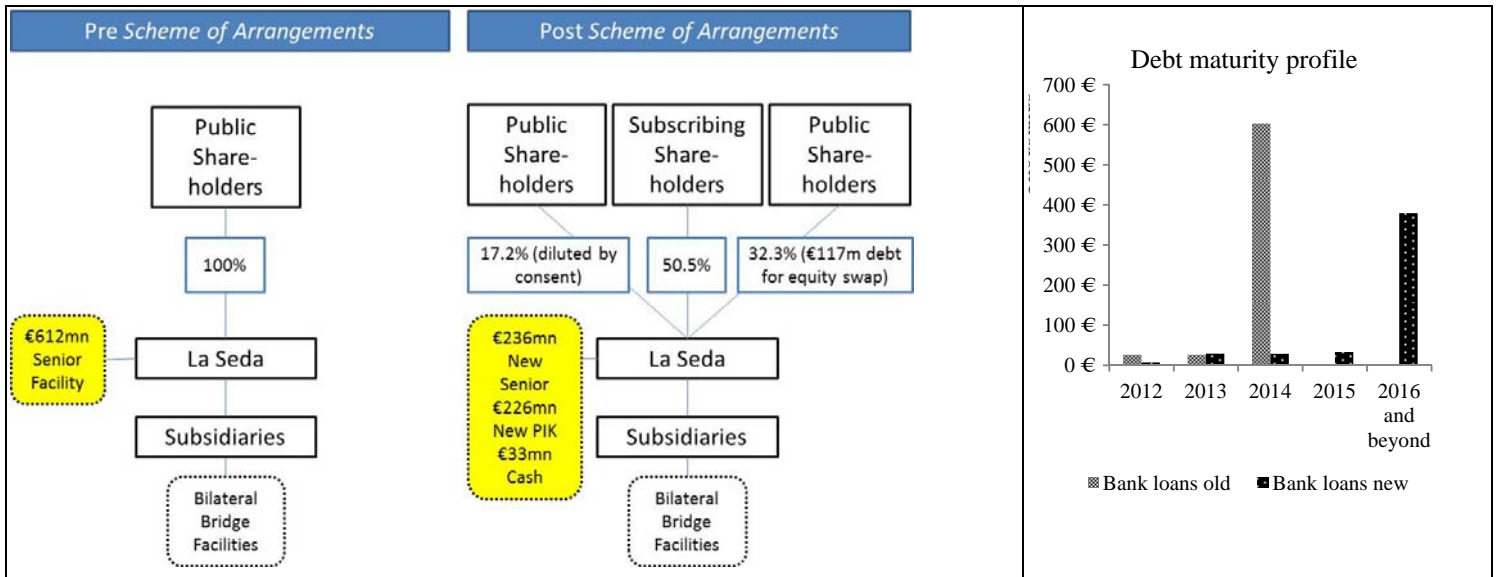 Pre Scheme of Arrangements
Public
Share-
holders
100%
€612mn
Senior
Facility
La Seda
Subsidiaries
Bilateral
Bridge
Facilities
Post Scheme of Arrangements
Public
Share-
holders
Subscribing
Share-
holders
Public
Share-
holders
17.2% (diluted by
consent)
50.5%
32.3% (€117m debt
for equity swap)
€236mn
New
Senior
€226mn
New PIK
€33mn
Cash
La Seda
Subsidiaries
Bilateral
Bridge
Facilities
Debt maturity profile
700 €
600 €
500 €
400 €
300 €
200 €
100 €
0 €
2012 2013 2014 2015 2016
and
beyond
Bank loans old Bank loans new